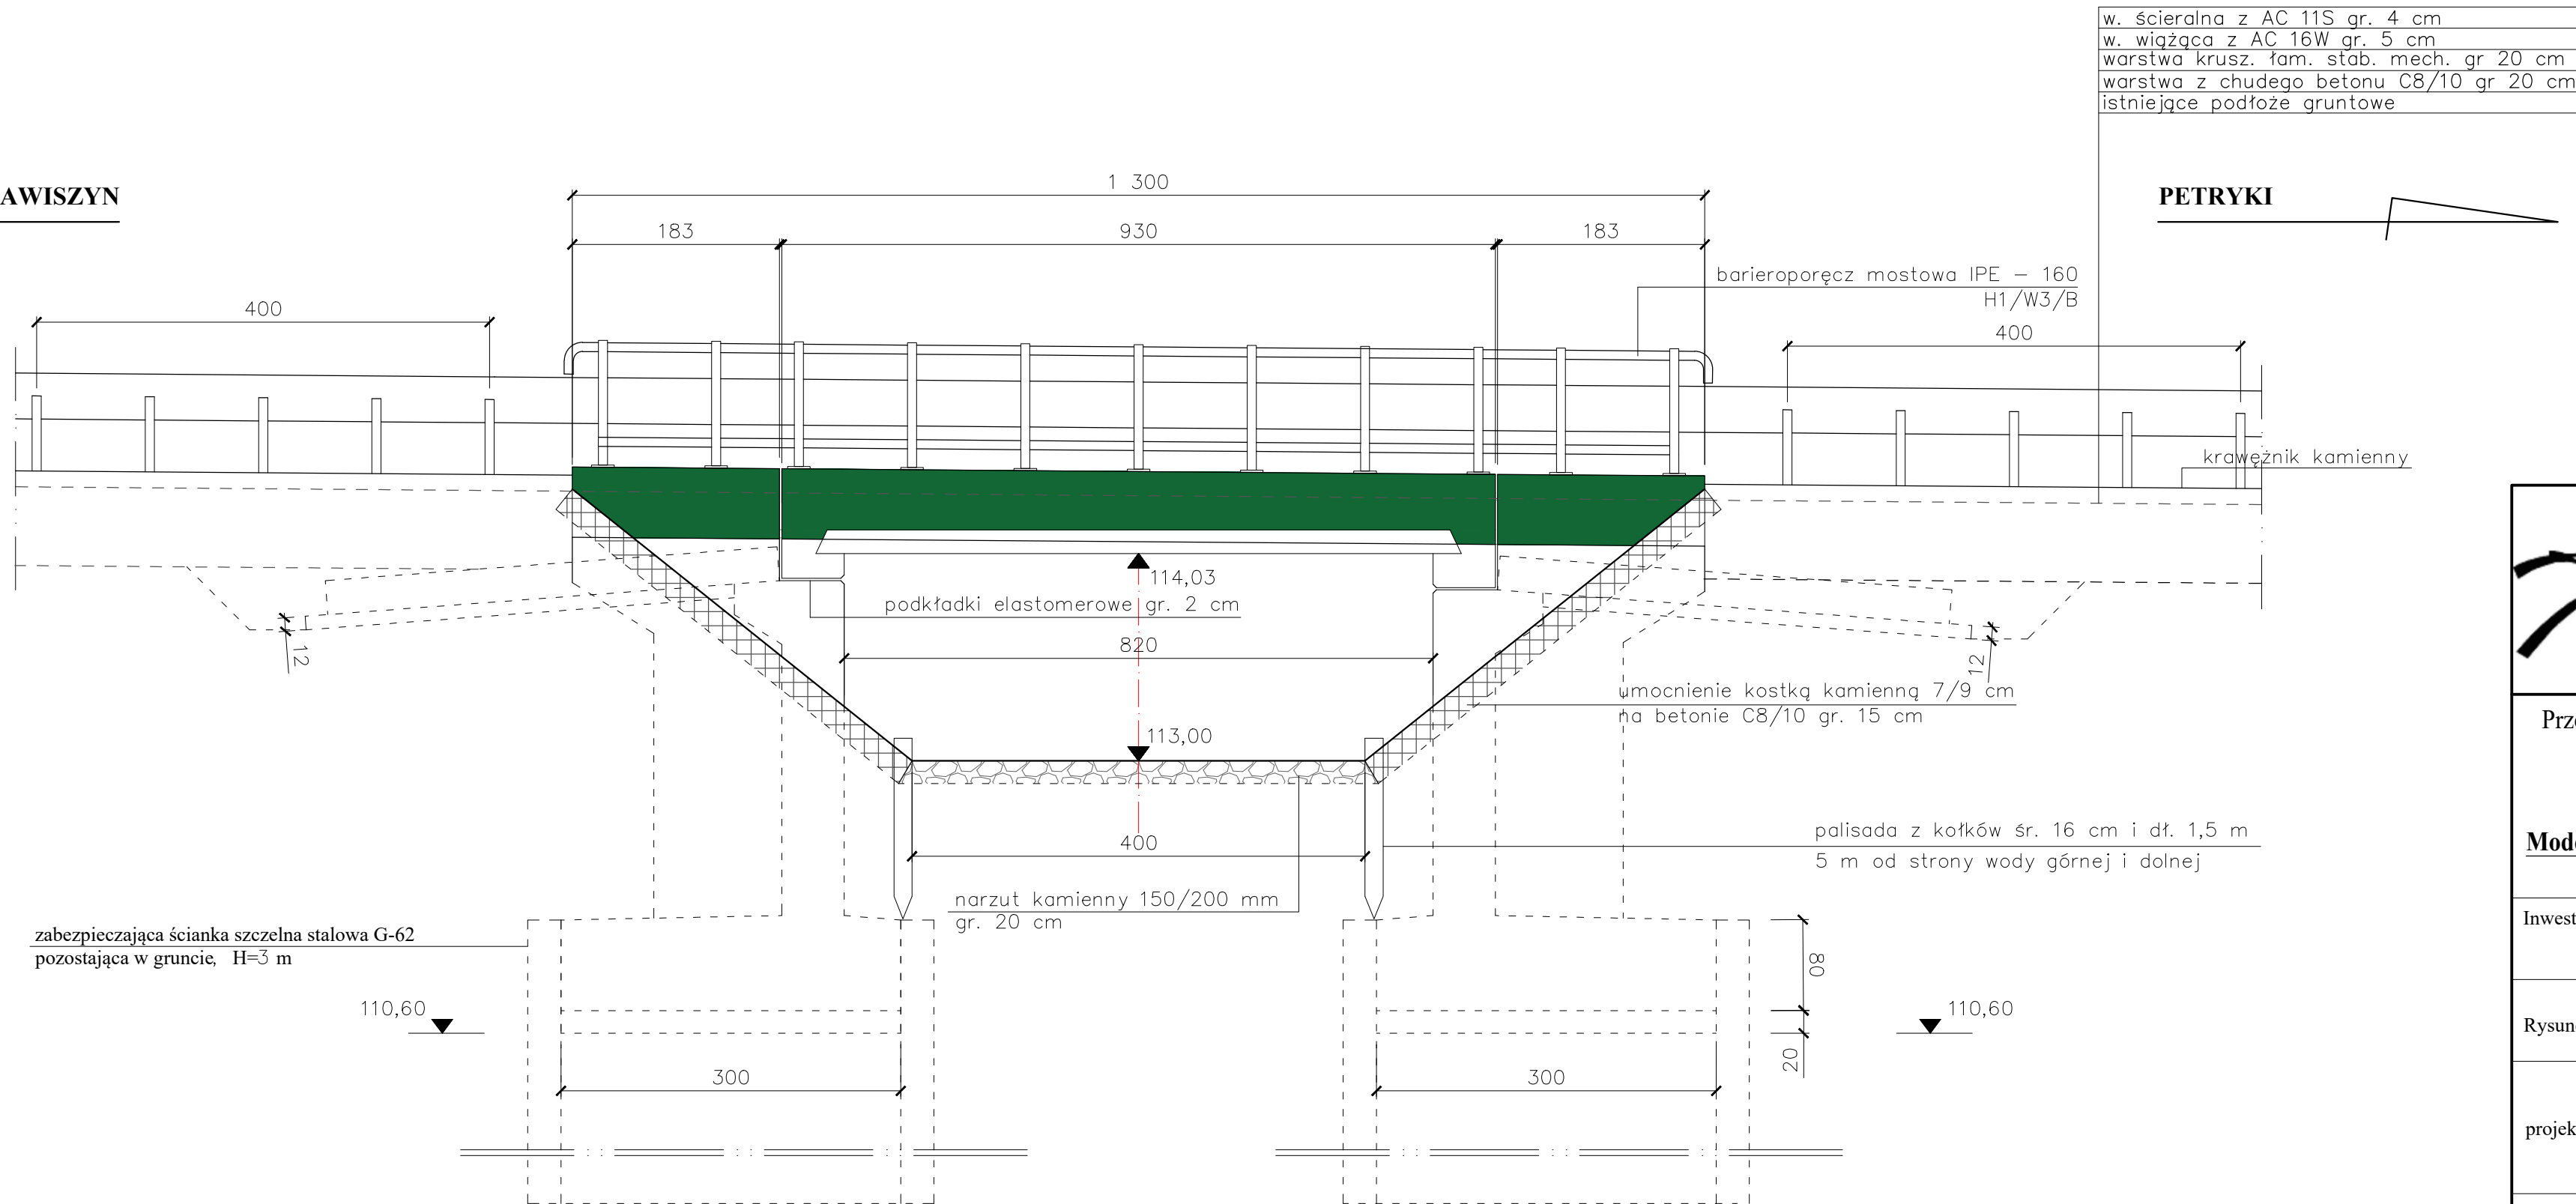 w. ścieralna z AC 11S gr. 4 cm
w. wiążąca z AC 16W gr. 5 cm
warstwa krusz. łam. stab. mech. gr 20 cm
warstwa z chudego betonu C8/10 gr 20 cm
istniejące podłoże gruntowe
AWISZYN
PETRYKI
1 300
183
930
183
barieroporęcz mostowa IPE – 160
H1/W3/B
400
400
krawężnik kamienny
114,03
podkładki elastomerowe gr. 2 cm
12
820
12
umocnienie kostką kamienną 7/9 cm
na betonie C8/10 gr. 15 cm
113,00
400
palisada z kołków śr. 16 cm i dł. 1,5 m
5 m od strony wody górnej i dolnej
narzut kamienny 150/200 mm
gr. 20 cm
zabezpieczająca ścianka szczelna stalowa G-62
pozostająca w gruncie, H=3 m
80
110,60
110,60
20
300
300
Prz
Mod
Inwest
Rysun
projek